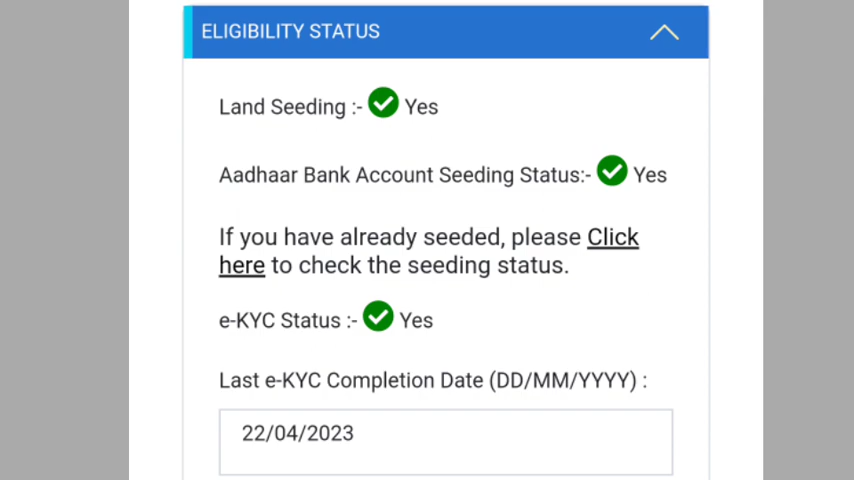 ELIGIBILITY STATUS
Land Seeding :- Yes
Aadhaar Bank Account Seeding Status:- Yes
If you have already seeded, please Click
here to check the seeding status.
e-KYC Status :- Yes
Last e-KYC Completion Date (DD/MM/YYYY) :
22/04/2023